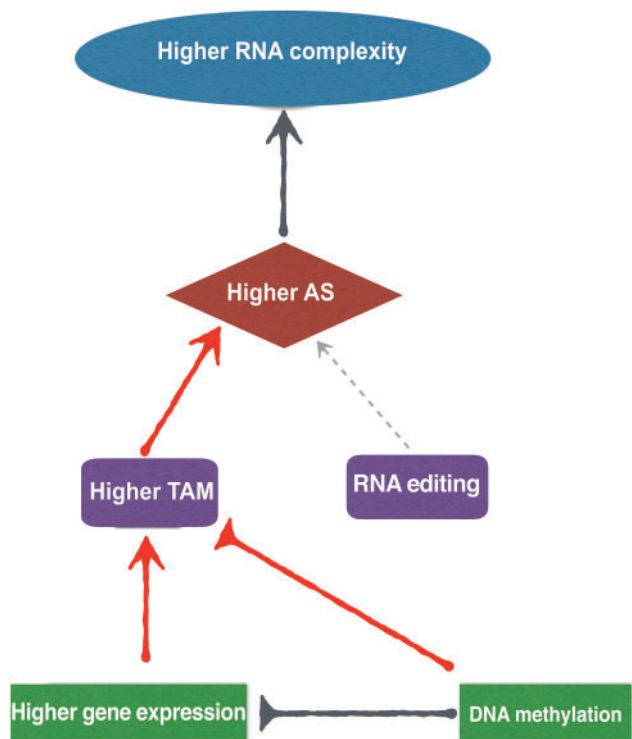 Higher RNA complexity
Higher AS
Higher TAM
RNA editing
Higher gene expression
DNA methylation